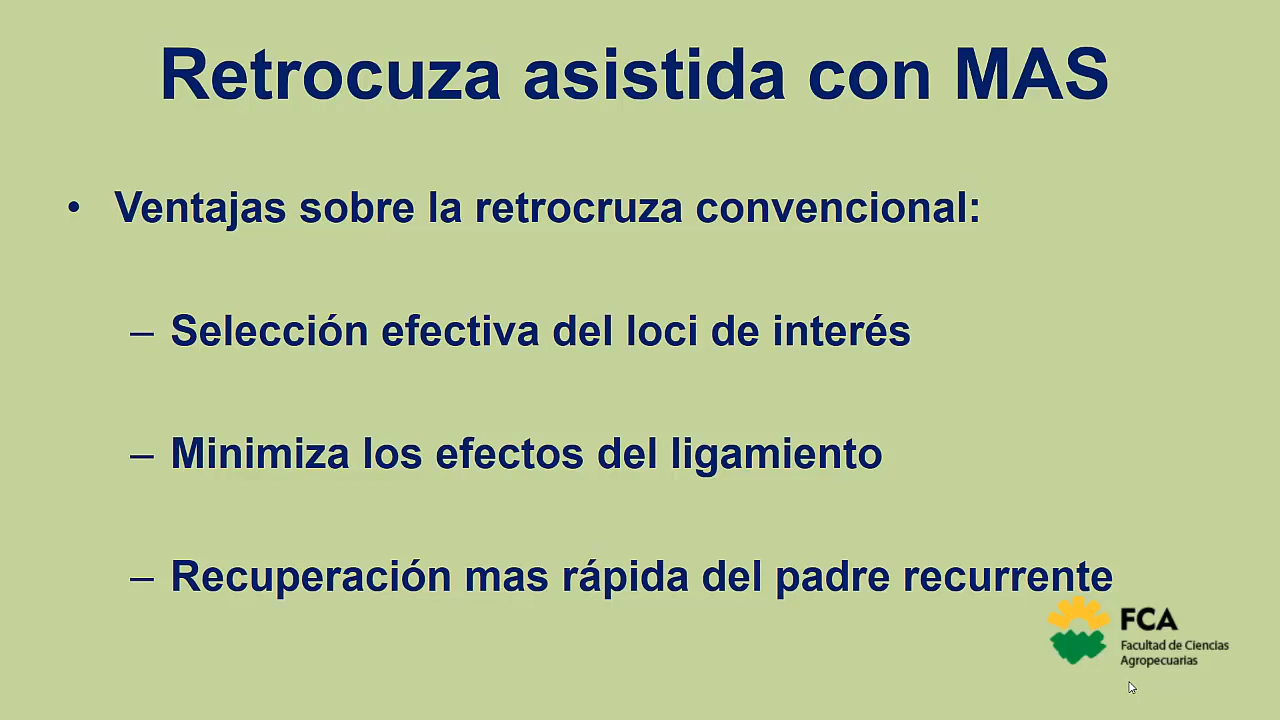 Retrocuza asistida con MAS
• Ventajas sobre la retrocruza convencional:
– Selección efectiva del loci de interés
– Minimiza los efectos del ligamiento
– Recuperación mas rápida del padre recurrente
FCA
Facultad de Ciencias
Agropecuarias